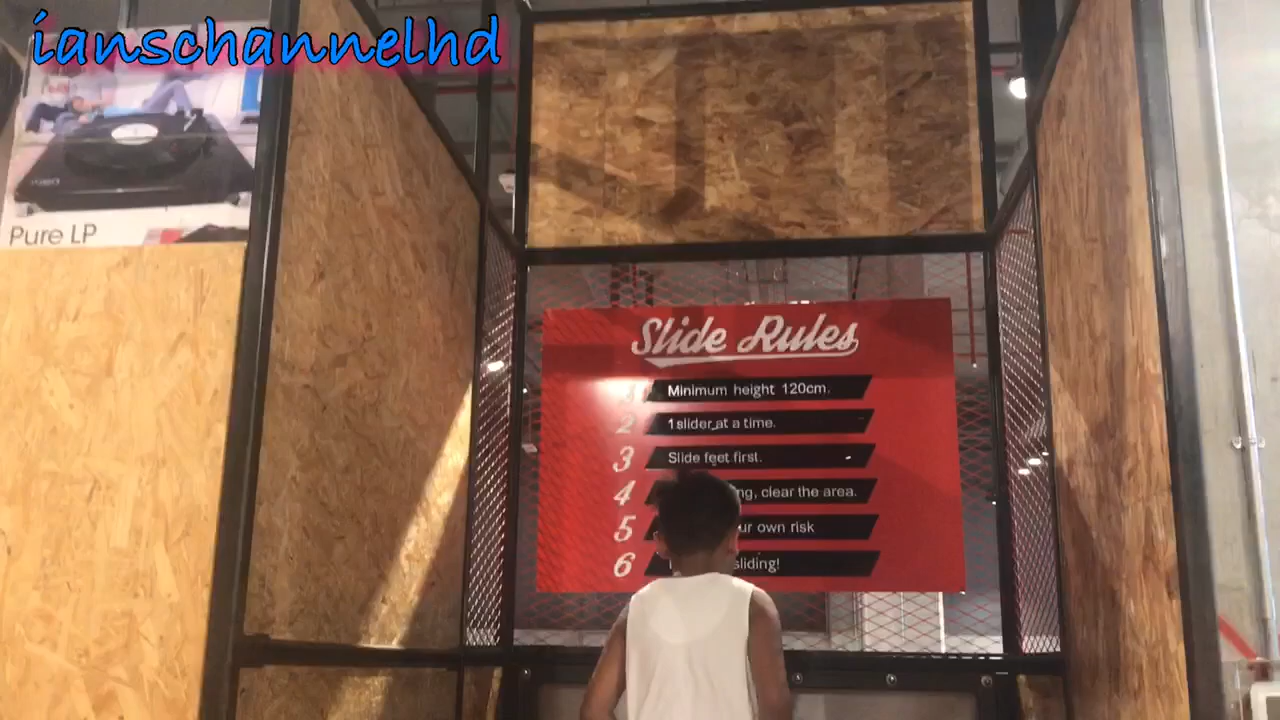 ianschannelhd
Pure LP
Slide Rules
1 Minimum height 120cm.
2 1 slider at a time.
3 Slide feet first.
4 clear the area.
5 own risk
6 sliding!